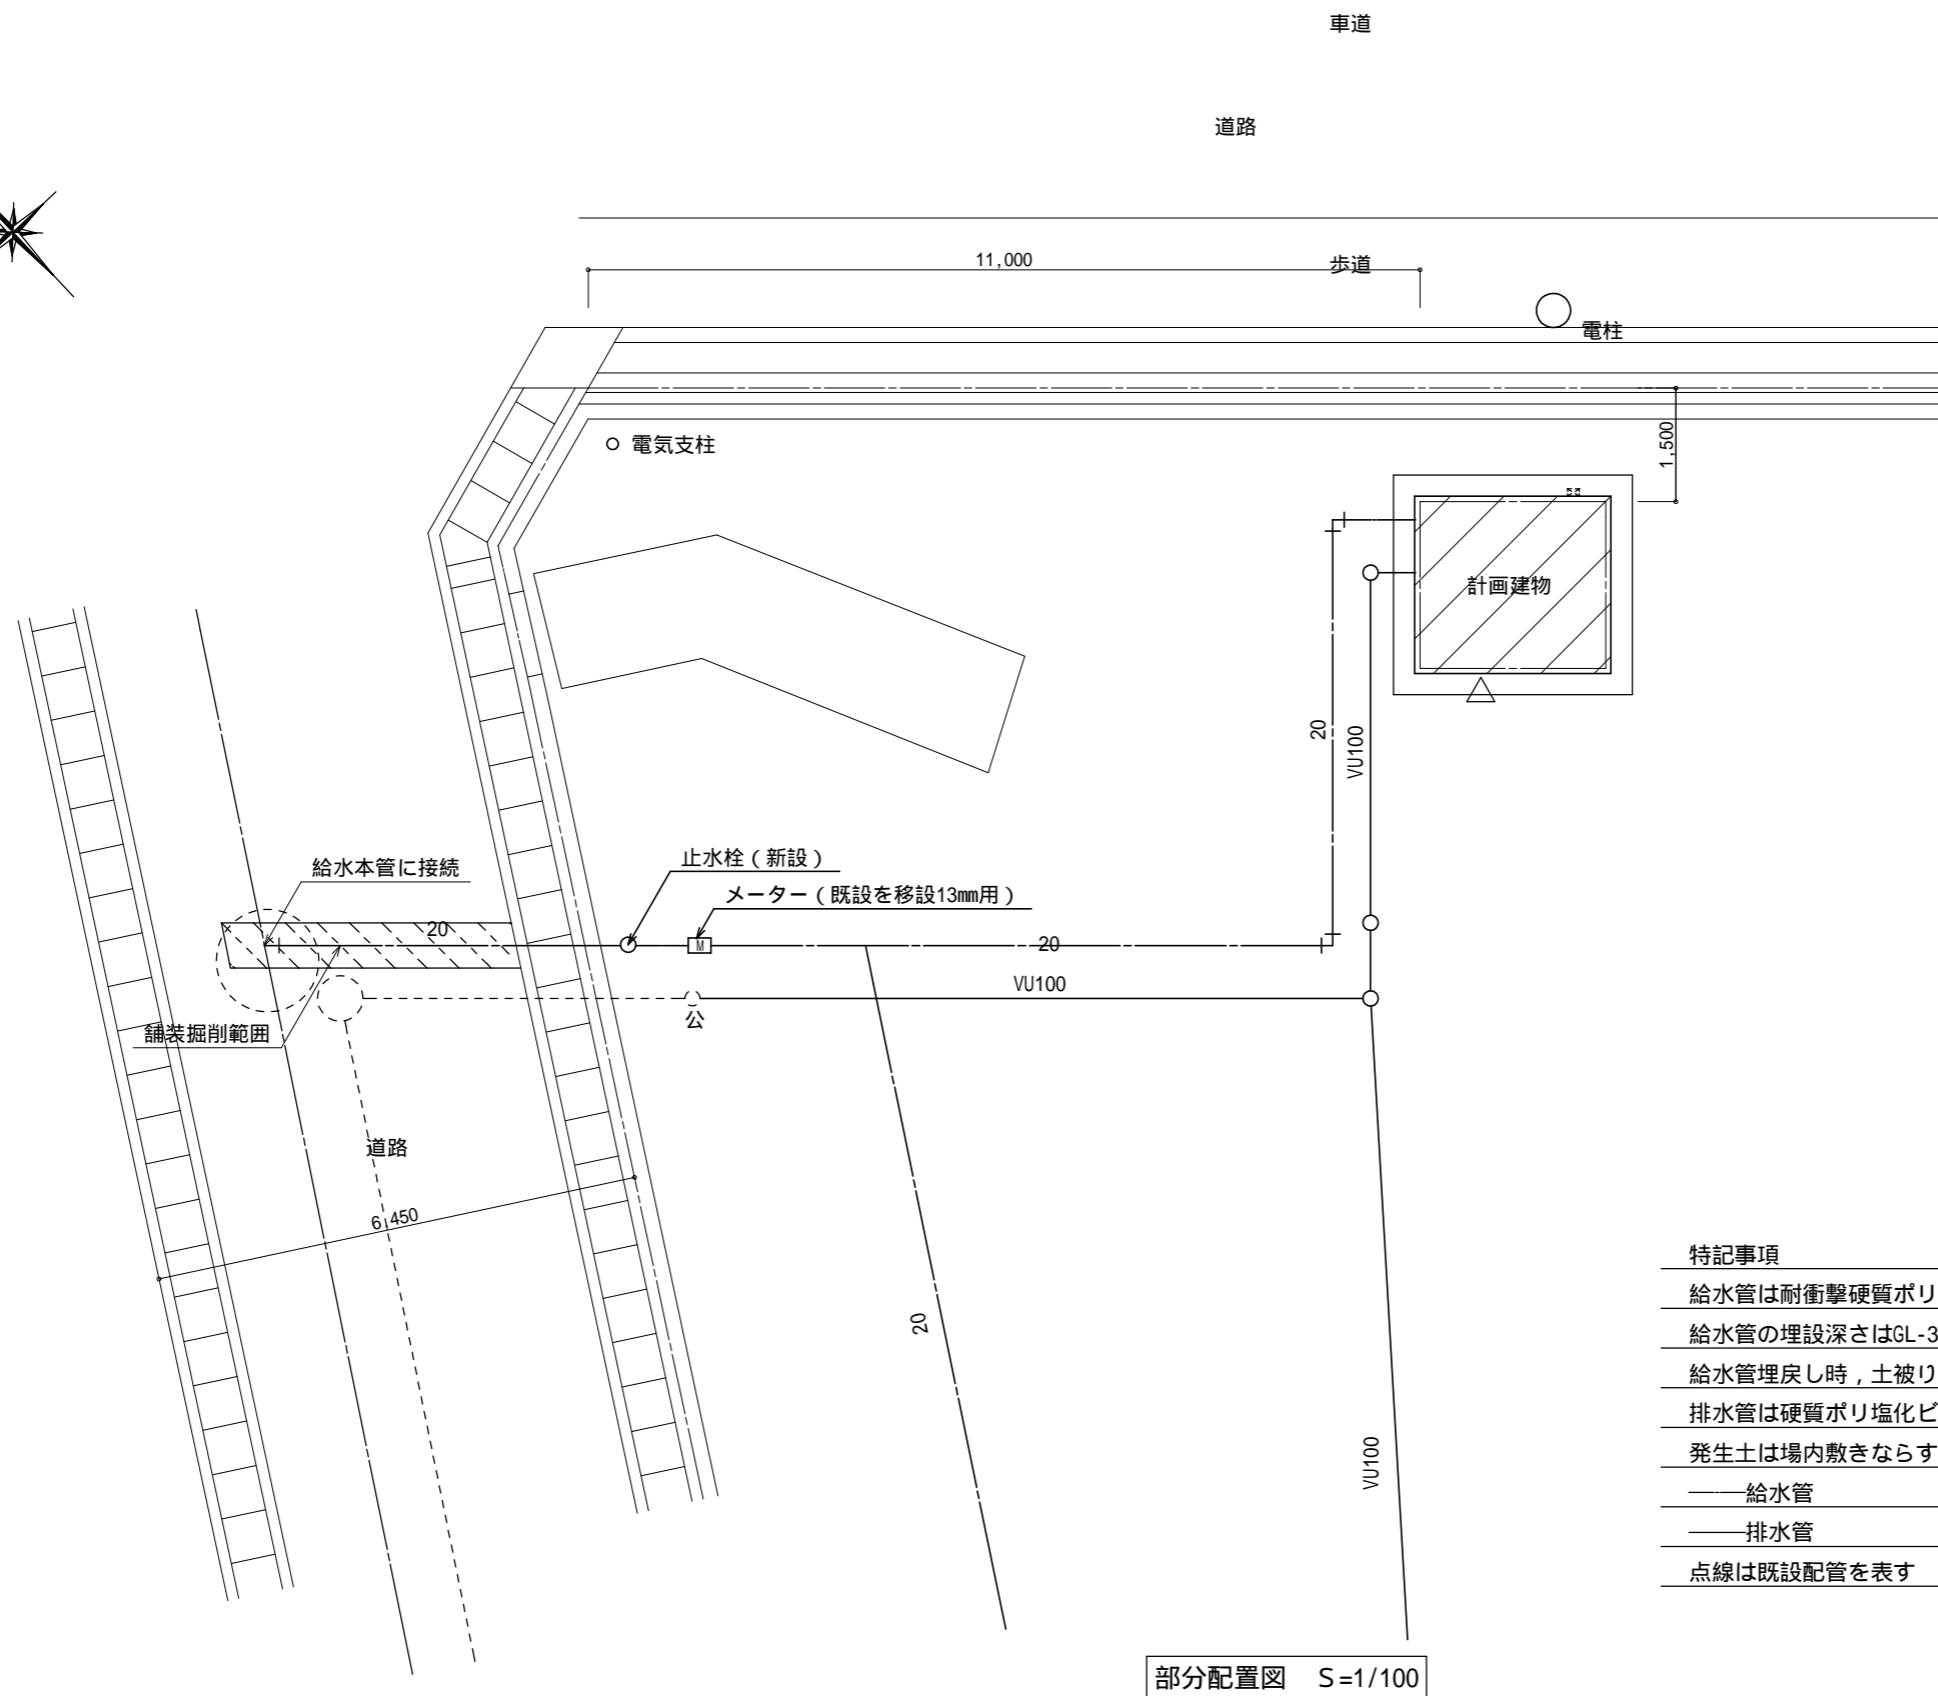 車道
道路
11,000
歩道
電柱
電気支柱
1,500
計画建物
20
VU100
止水栓（新設）
給水本管に接続
メーター（既設を移設13mm用）
20
M
20
VU100
公
舗装掘削範囲
道路
6,450
20
VU100
特記事項
給水管は耐衝撃硬質ポリ
給水管の埋設深さはGL-3
給水管埋戻し時，土被り
排水管は硬質ポリ塩化ビ
発生土は場内敷きならす
給水管
排水管
点線は既設配管を表す
部分配置図　Ｓ=1/100